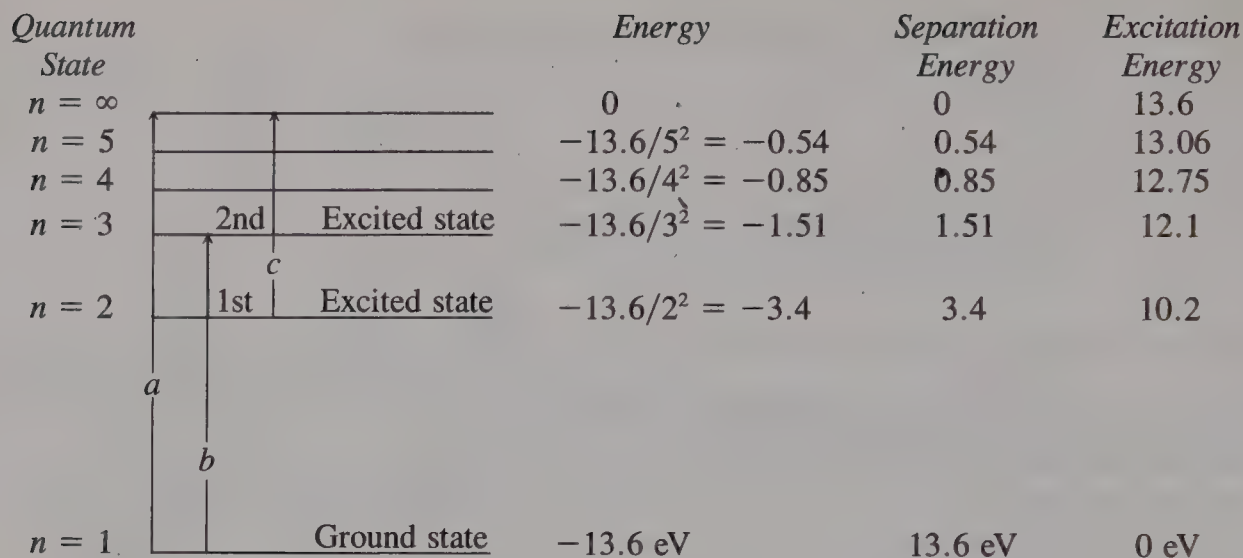 Quantum State Energy Separation Energy Excitation Energy
n = ∞ 0 0 13.6
n = 5 −13.6/5² = −0.54 0.54 13.06
n = 4 −13.6/4² = −0.85 0.85 12.75
n = 3 2nd Excited state −13.6/3² = −1.51 1.51 12.1
c
n = 2 1st Excited state −13.6/2² = −3.4 3.4 10.2
a
b
n = 1 Ground state −13.6 eV 13.6 eV 0 eV